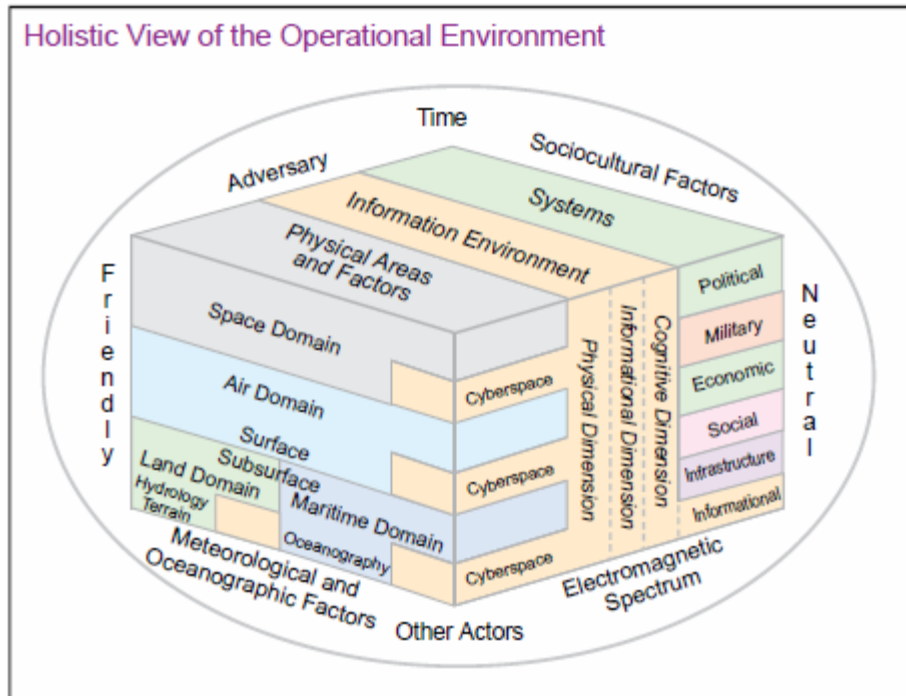 Holistic View of the Operational Environment
Time
Adversary
Sociocultural Factors
Systems
Information Environment
Physical Areas
and Factors
Friendly
Space Domain
Air Domain
Surface
Subsurface
Land Domain
Hydrology
Terrain
Maritime Domain
Oceanography
Cyberspace
Cyberspace
Cyberspace
Physical Dimension
Informational Dimension
Cognitive Dimension
Political
Military
Economic
Social
Infrastructure
Informational
Neutral
Meteorological and
Oceanographic Factors
Electromagnetic
Spectrum
Other Actors